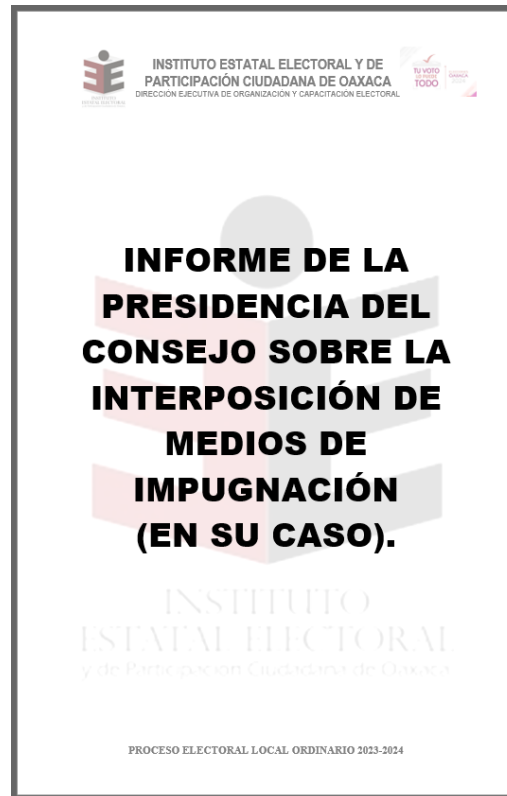 INSTITUTO ESTATAL ELECTORAL Y DE
PARTICIPACIÓN CIUDADANA DE OAXACA
DIRECCIÓN EJECUTIVA DE ORGANIZACIÓN Y CAPACITACIÓN ELECTORAL
TU VOTO
TODO
OAXACA
INFORME DE LA
PRESIDENCIA DEL
CONSEJO SOBRE LA
INTERPOSICIÓN DE
MEDIOS DE
IMPUGNACIÓN
(EN SU CASO).
INSTITUTO
ESTATAL ELECTORAL
y de Participación Ciudadana de Oaxaca
PROCESO ELECTORAL LOCAL ORDINARIO 2023-2024